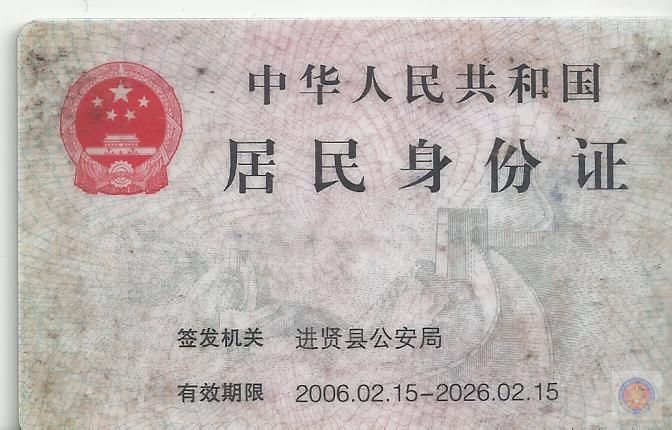 中华人民共和国
居民身份证
签发机关 进贤县公安局
有效期限 2006.02.15-2026.02.15